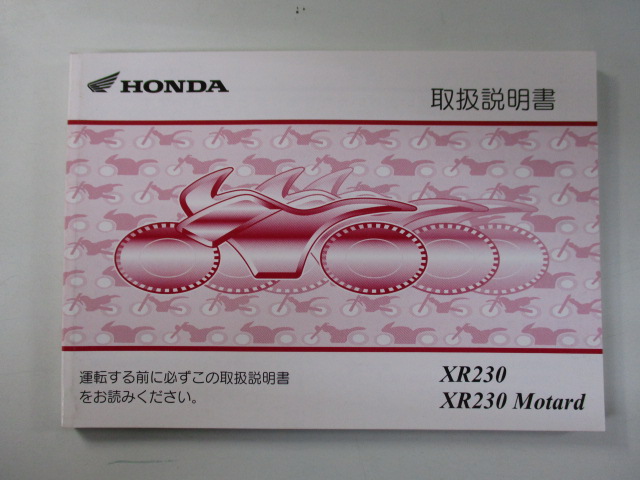 HONDA
取扱説明書
運転する前に必ずこの取扱説明書
をお読みください。
XR230
XR230 Motard